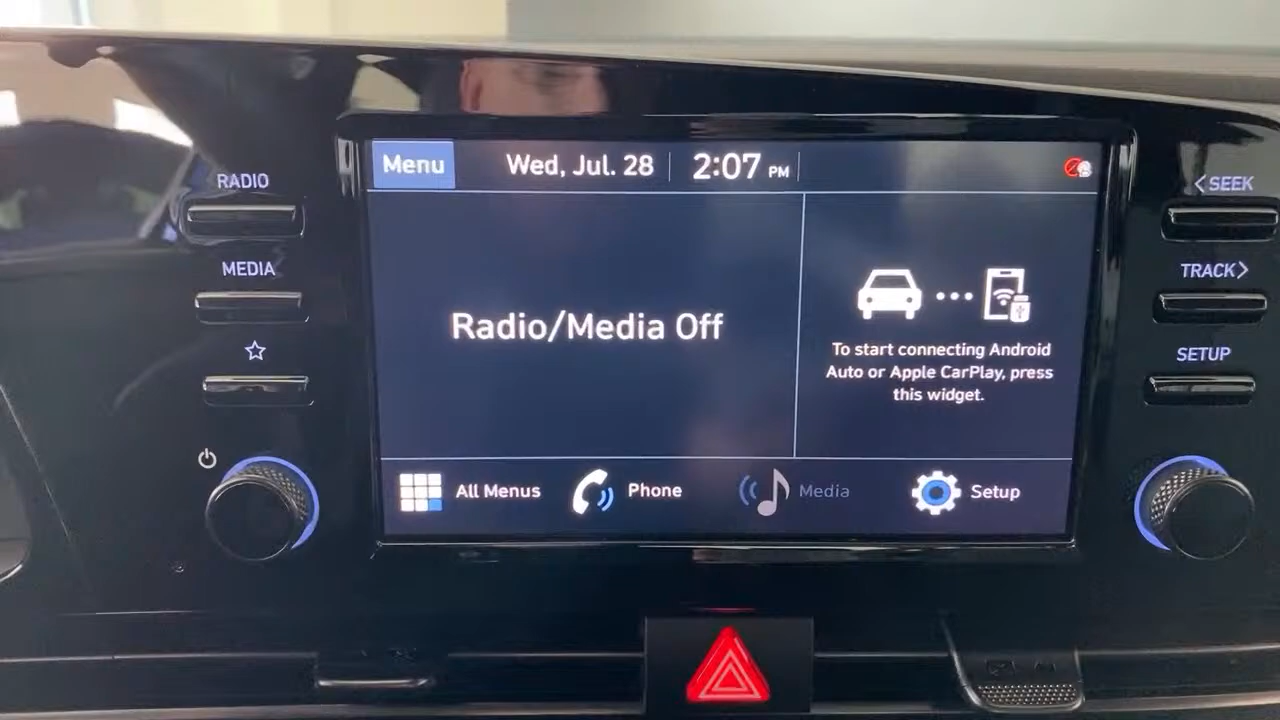 RADIO
MEDIA
Menu
Wed, Jul. 28
2:07 PM
Radio/Media Off
To start connecting Android
Auto or Apple CarPlay, press
this widget.
All Menus
Phone
Media
Setup
<SEEK
TRACK>
SETUP